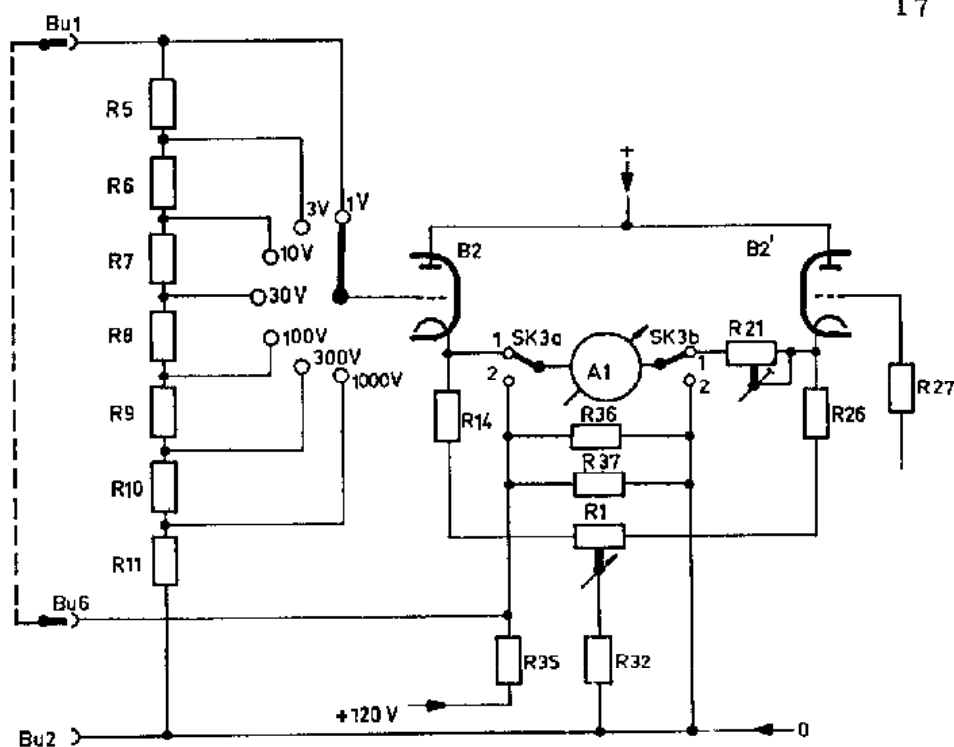 17
Bu1
R5
R6
3V
1V
10V
R7
30V
R8
100V
300V
1000V
R9
R10
R11
Bu6
Bu2
+
B2
B2'
1
SK3a
A1
SK3b
1
R21
2
2
R14
R36
R37
R1
R26
R27
R35
R32
+120 V
0